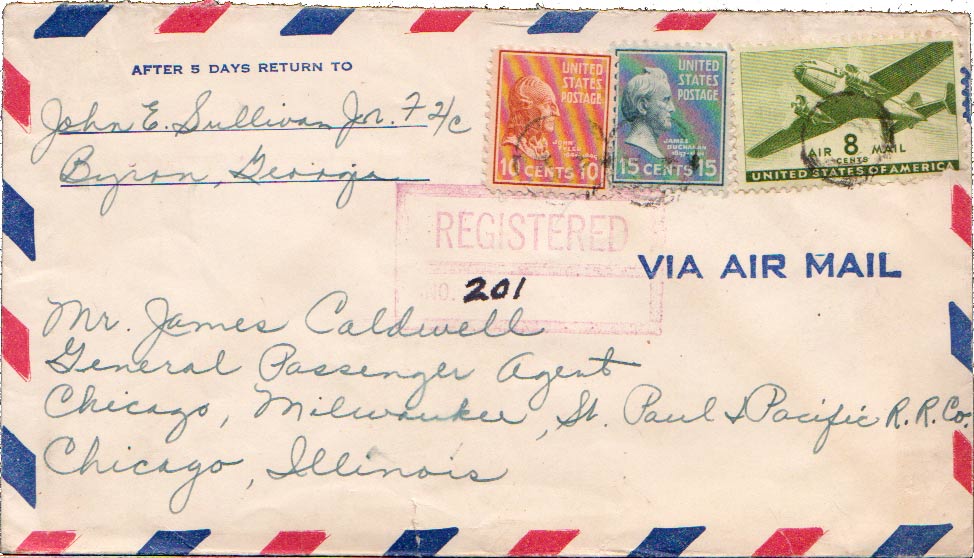 AFTER 5 DAYS RETURN TO
John E. Sullivan Jr. F 2/c
Byron, Georgia
UNITED STATES POSTAGE
JOHN TYLER
10 CENTS 10
UNITED STATES POSTAGE
JAMES BUCHANAN
15 CENTS 15
AIR 8 MAIL
CENTS
UNITED STATES OF AMERICA
REGISTERED
NO. 201
VIA AIR MAIL
Mr. James Caldwell
General Passenger Agent
Chicago, Milwaukee, St. Paul & Pacific R.R. Co.
Chicago, Illinois